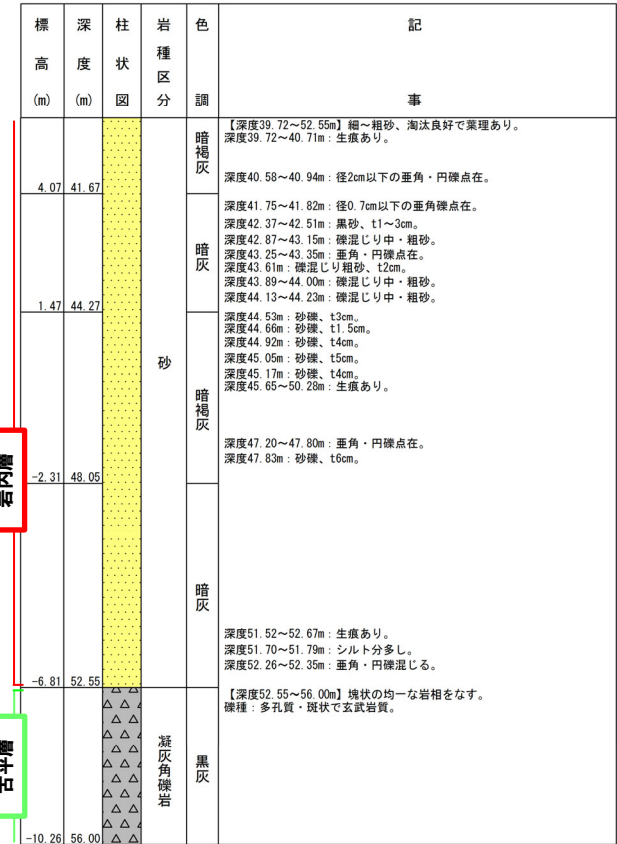 標高(m) 深度(m) 柱状図 岩種区分 色調 記事
【深度39.72～52.55m】細～粗砂、淘汰良好で葉理あり。
深度39.72～40.71m：生痕あり。
暗褐灰
深度40.58～40.94m：径2cm以下の亜角・円礫点在。
4.07 41.67
深度41.75～41.82m：径0.7cm以下の亜角礫点在。
深度42.37～42.51m：黒砂、t1～3cm。
深度42.87～43.15m：礫混じり中・粗砂。
暗灰
深度43.25～43.35m：亜角・円礫点在。
深度43.61m：礫混じり粗砂、t2cm。
深度43.89～44.00m：礫混じり中・粗砂。
深度44.13～44.23m：礫混じり中・粗砂。
1.47 44.27
深度44.53m：砂礫、t3cm。
深度44.66m：砂礫、t1.5cm。
深度44.92m：砂礫、t4cm。
深度45.05m：砂礫、t5cm。
砂
深度45.17m：砂礫、t4cm。
深度45.65～50.28m：生痕あり。
暗褐灰
深度47.20～47.80m：亜角・円礫点在。
深度47.83m：砂礫、t6cm。
岩内層
-2.31 48.05
暗灰
深度51.52～52.67m：生痕あり。
深度51.70～51.79m：シルト分多し。
深度52.26～52.35m：亜角・円礫混じる。
-6.81 52.55
【深度52.55～56.00m】塊状の均一な岩相をなす。
礫種：多孔質・斑状で玄武岩質。
古平層
凝灰角礫岩
黒灰
-10.26 56.00